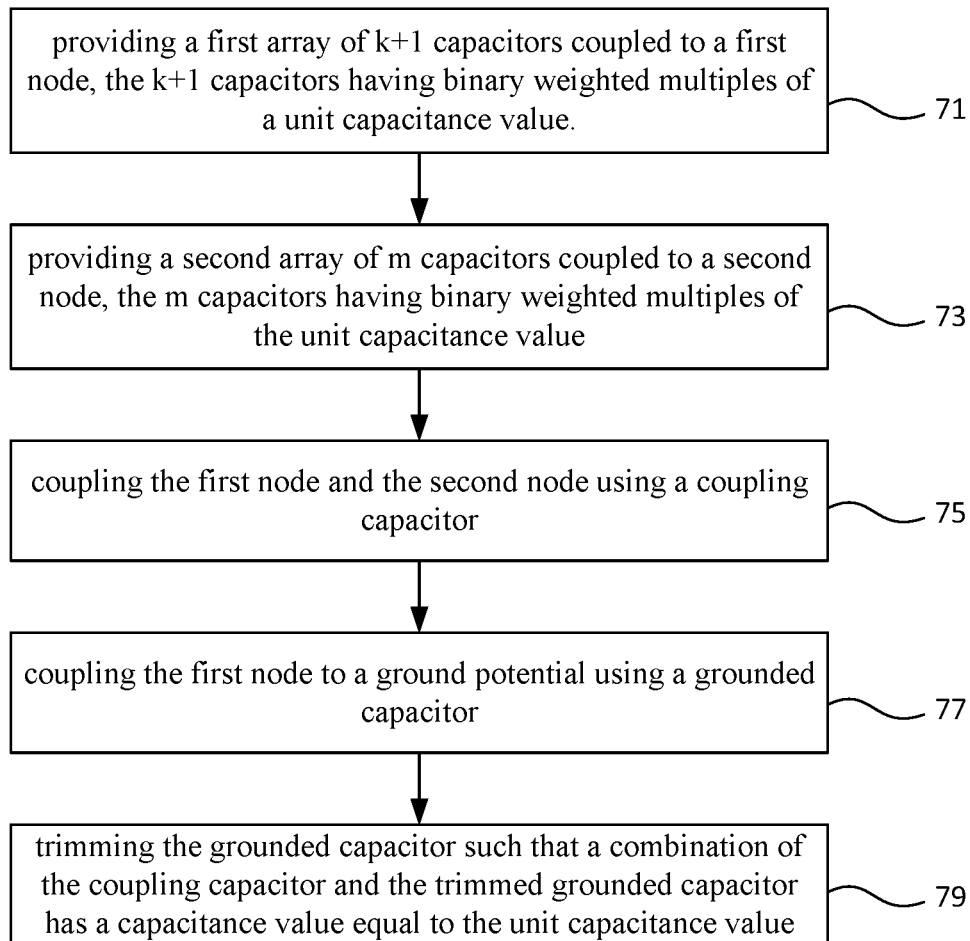 providing a first array of k+1 capacitors coupled to a first
node, the k+1 capacitors having binary weighted multiples of
a unit capacitance value.
71
providing a second array of m capacitors coupled to a second
node, the m capacitors having binary weighted multiples of
the unit capacitance value
73
coupling the first node and the second node using a coupling
capacitor
75
coupling the first node to a ground potential using a grounded
capacitor
77
trimming the grounded capacitor such that a combination of
the coupling capacitor and the trimmed grounded capacitor
has a capacitance value equal to the unit capacitance value
79